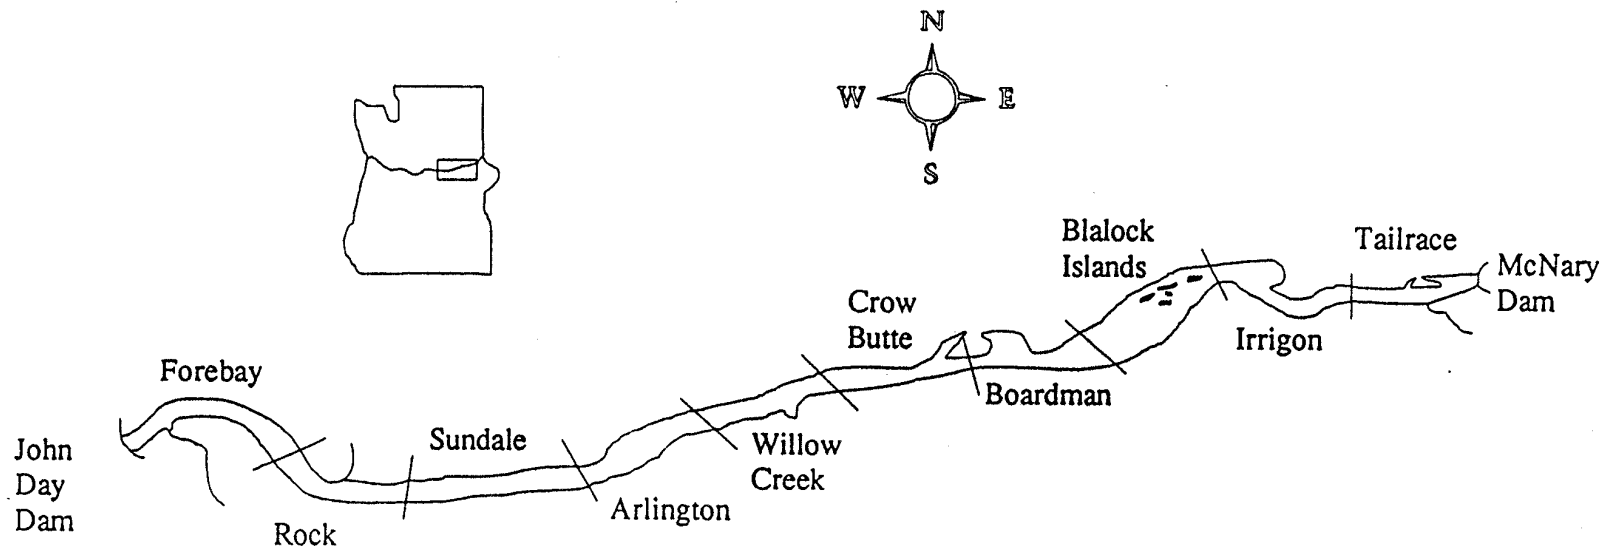 N
W
E
S
Blalock
Islands
Tailrace
McNary
Dam
Crow
Butte
Irrigon
Forebay
Boardman
John
Day
Dam
Sundale
Willow
Creek
Arlington
Rock